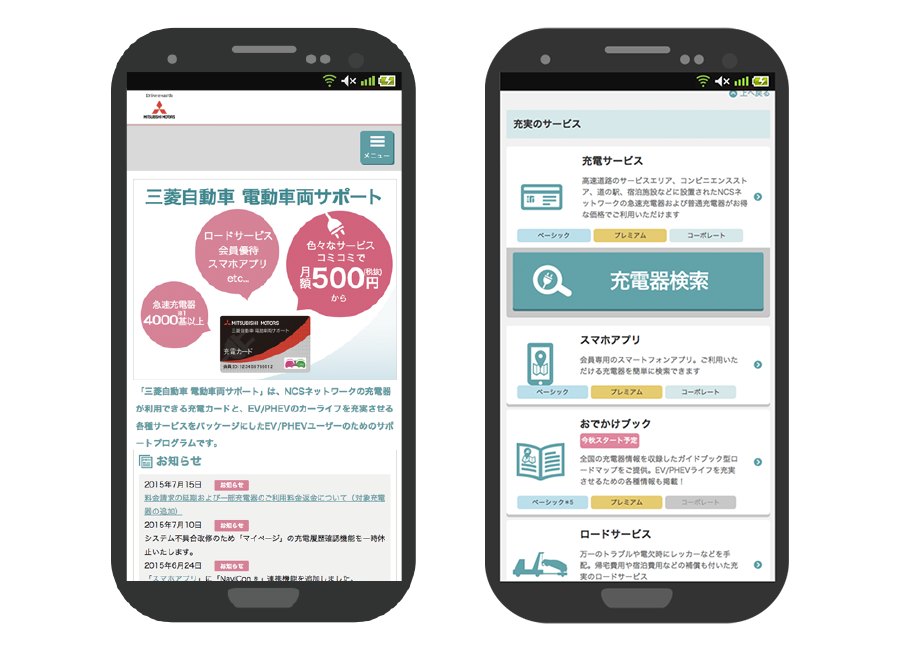 Drive@earth
MITSUBISHI MOTORS
メニュー
三菱自動車 電動車両サポート
ロードサービス
会員優待
スマホアプリ
etc...
色々なサービス
コミコミで
月額500円(税抜)
から
急速充電器
※1
4000基以上
MITSUBISHI MOTORS
三菱自動車 電動車両サポート
充電カード
「三菱自動車 電動車両サポート」は、NCSネットワークの充電器
が利用できる充電カードと、EV/PHEVのカーライフを充実させる
各種サービスをパッケージにしたEV/PHEVユーザーのためのサポ
ートプログラムです。
お知らせ
2015年7月15日 お知らせ
料金請求の延期および一部充電器のご利用料金返金について（対象充電
器の追加）
2015年7月10日 お知らせ
システム不具合改修のため「マイページ」の充電履歴確認機能を一時休
止いたします。
2015年6月24日 お知らせ
「スマホアプリ」に「NaviCon®」連携機能を追加しました。
上へ戻る
充実のサービス
充電サービス
高速道路のサービスエリア、コンビニエンススト
ア、道の駅、宿泊施設などに設置されたNCSネ
ットワークの急速充電器および普通充電器がお得
な価格でご利用いただけます
ベーシック プレミアム コーポレート
充電器検索
スマホアプリ
会員専用のスマートフォンアプリ。ご利用いた
だける充電器を簡単に検索できます
ベーシック プレミアム コーポレート
おでかけブック
今秋スタート予定
全国の充電器情報を収録したガイドブック型ロ
ードマップをご提供。EV/PHEVライフを充実
させるための各種情報も掲載！
ベーシック※5 プレミアム コーポレート
ロードサービス
万一のトラブルや電欠時にレッカーなどを手
配。帰宅費用や宿泊費用などの補償も付いた充
実のロードサービス